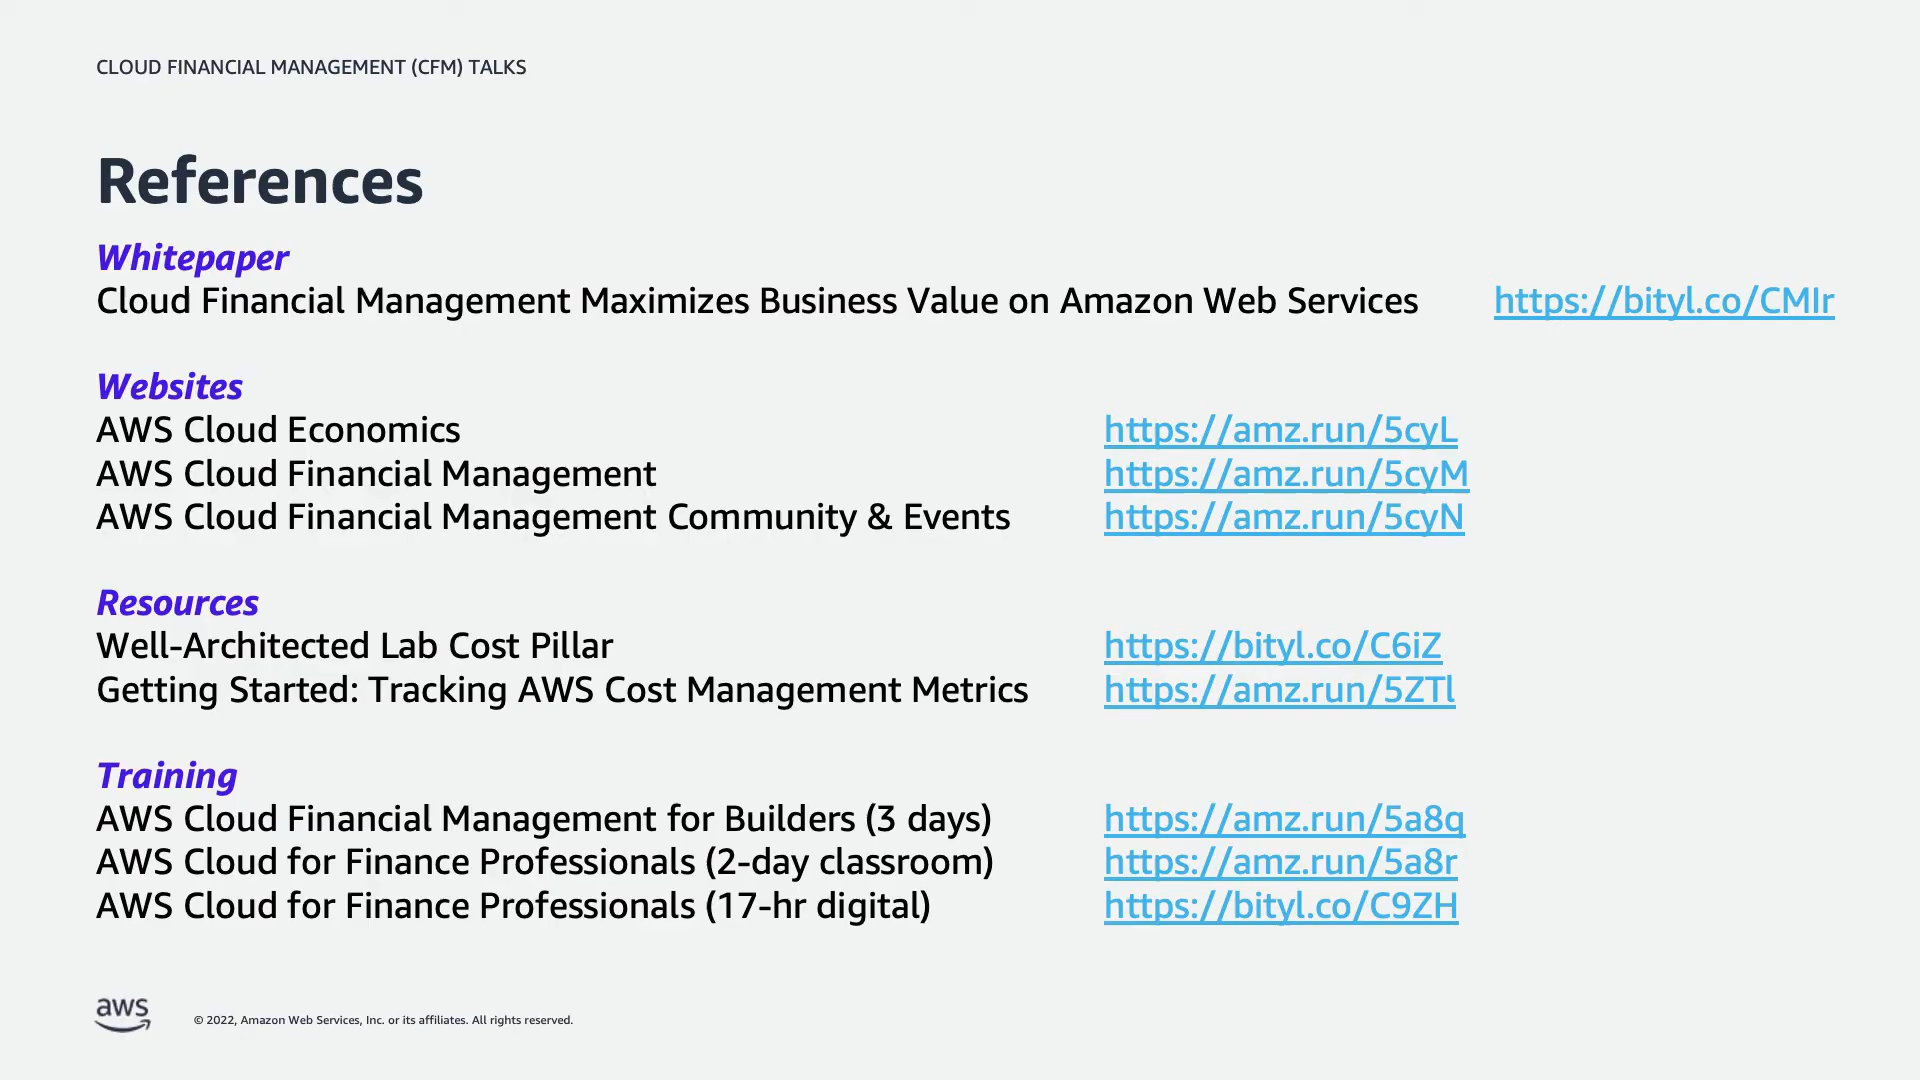 CLOUD FINANCIAL MANAGEMENT (CFM) TALKS
References
Whitepaper
Cloud Financial Management Maximizes Business Value on Amazon Web Services https://bityl.co/CMIr
Websites
AWS Cloud Economics https://amz.run/5cyL
AWS Cloud Financial Management https://amz.run/5cyM
AWS Cloud Financial Management Community & Events https://amz.run/5cyN
Resources
Well-Architected Lab Cost Pillar https://bityl.co/C6iZ
Getting Started: Tracking AWS Cost Management Metrics https://amz.run/5ZTl
Training
AWS Cloud Financial Management for Builders (3 days) https://amz.run/5a8q
AWS Cloud for Finance Professionals (2-day classroom) https://amz.run/5a8r
AWS Cloud for Finance Professionals (17-hr digital) https://bityl.co/C9ZH
aws © 2022, Amazon Web Services, Inc. or its affiliates. All rights reserved.